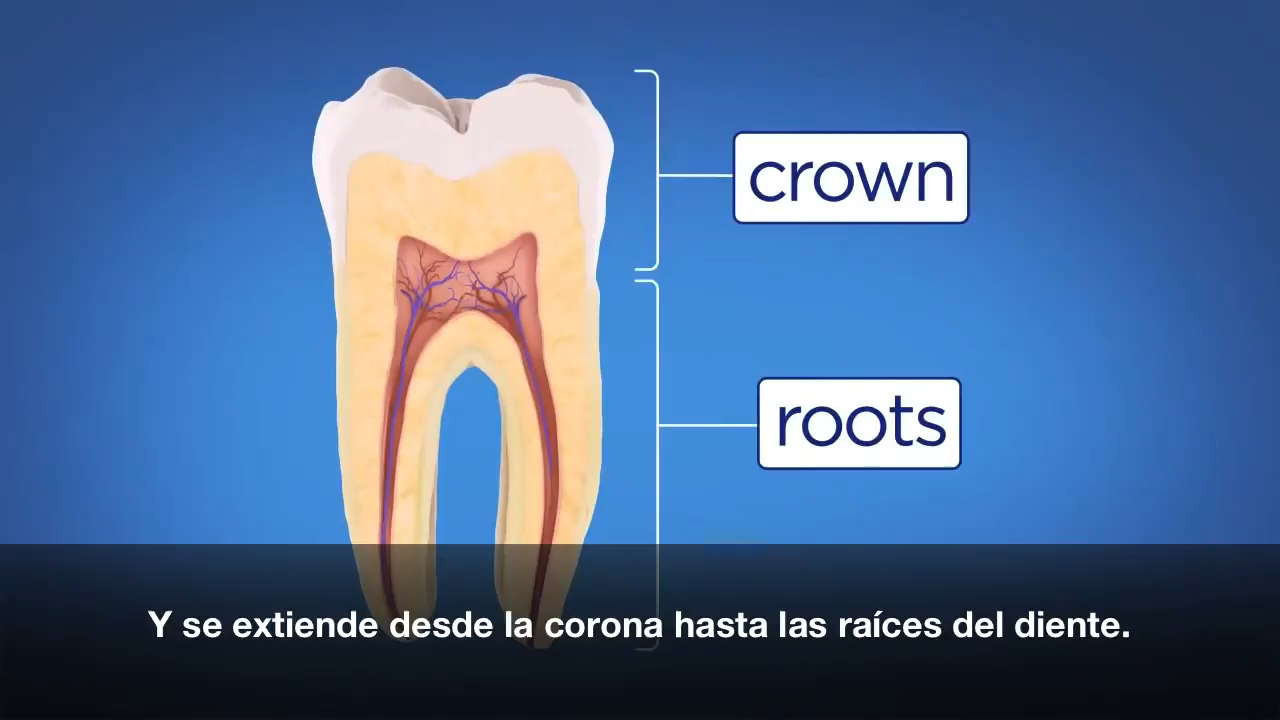 crown
roots
Y se extiende desde la corona hasta las raíces del diente.